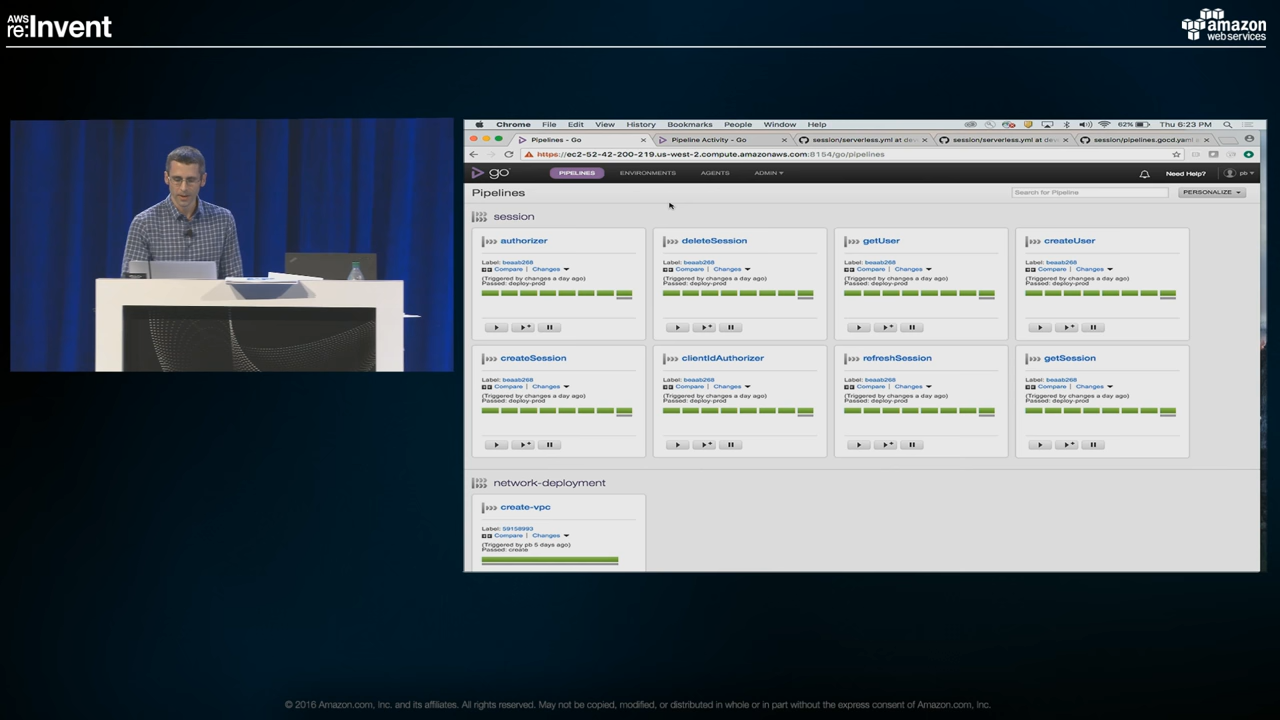 AWS
re:Invent
amazon
web services
Chrome File Edit View History Bookmarks People Window Help
62% Thu 6:23 PM
Pipelines - Go
Pipeline Activity - Go
session/serverless.yml at de
session/serverless.yml at de
session/pipelines.good.yaml
https://ec2-52-42-200-219.us-west-2.compute.amazonaws.com:8154/go/pipelines
go PIPELINES ENVIRONMENTS AGENTS ADMIN
Need Help? pb
Pipelines
Search for Pipeline
PERSONALIZE
session
authorizer
Label: beaab268
Compare | Changes
(Triggered by changes a day ago)
Passed: deploy-prod
deleteSession
Label: beaab268
Compare | Changes
(Triggered by changes a day ago)
Passed: deploy-prod
getUser
Label: beaab268
Compare | Changes
(Triggered by changes a day ago)
Passed: deploy-prod
createUser
Label: beaab268
Compare | Changes
(Triggered by changes a day ago)
Passed: deploy-prod
createSession
Label: beaab268
Compare | Changes
(Triggered by changes a day ago)
Passed: deploy-prod
clientIdAuthorizer
Label: beaab268
Compare | Changes
(Triggered by changes a day ago)
Passed: deploy-prod
refreshSession
Label: beaab268
Compare | Changes
(Triggered by changes a day ago)
Passed: deploy-prod
getSession
Label: beaab268
Compare | Changes
(Triggered by changes a day ago)
Passed: deploy-prod
network-deployment
create-vpc
Label: 59158993
Compare | Changes
(Triggered by pb 5 days ago)
Passed: create
© 2016 Amazon.com, Inc. and its affiliates. All rights reserved. May not be copied, modified, or distributed in whole or in part without the express consent of Amazon.com, Inc.